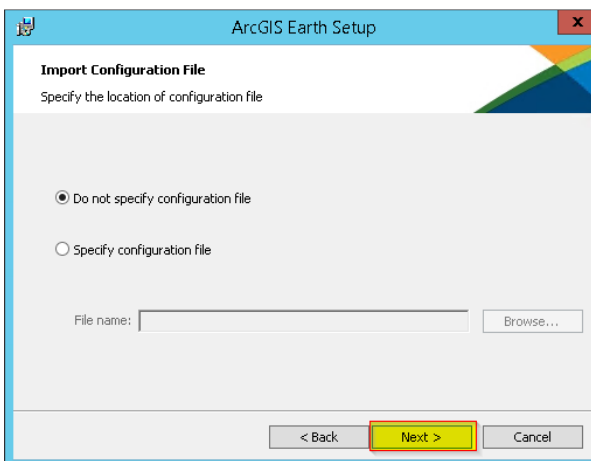 ArcGIS Earth Setup
x
Import Configuration File
Specify the location of configuration file
Do not specify configuration file
Specify configuration file
File name:
Browse...
< Back
Next >
Cancel